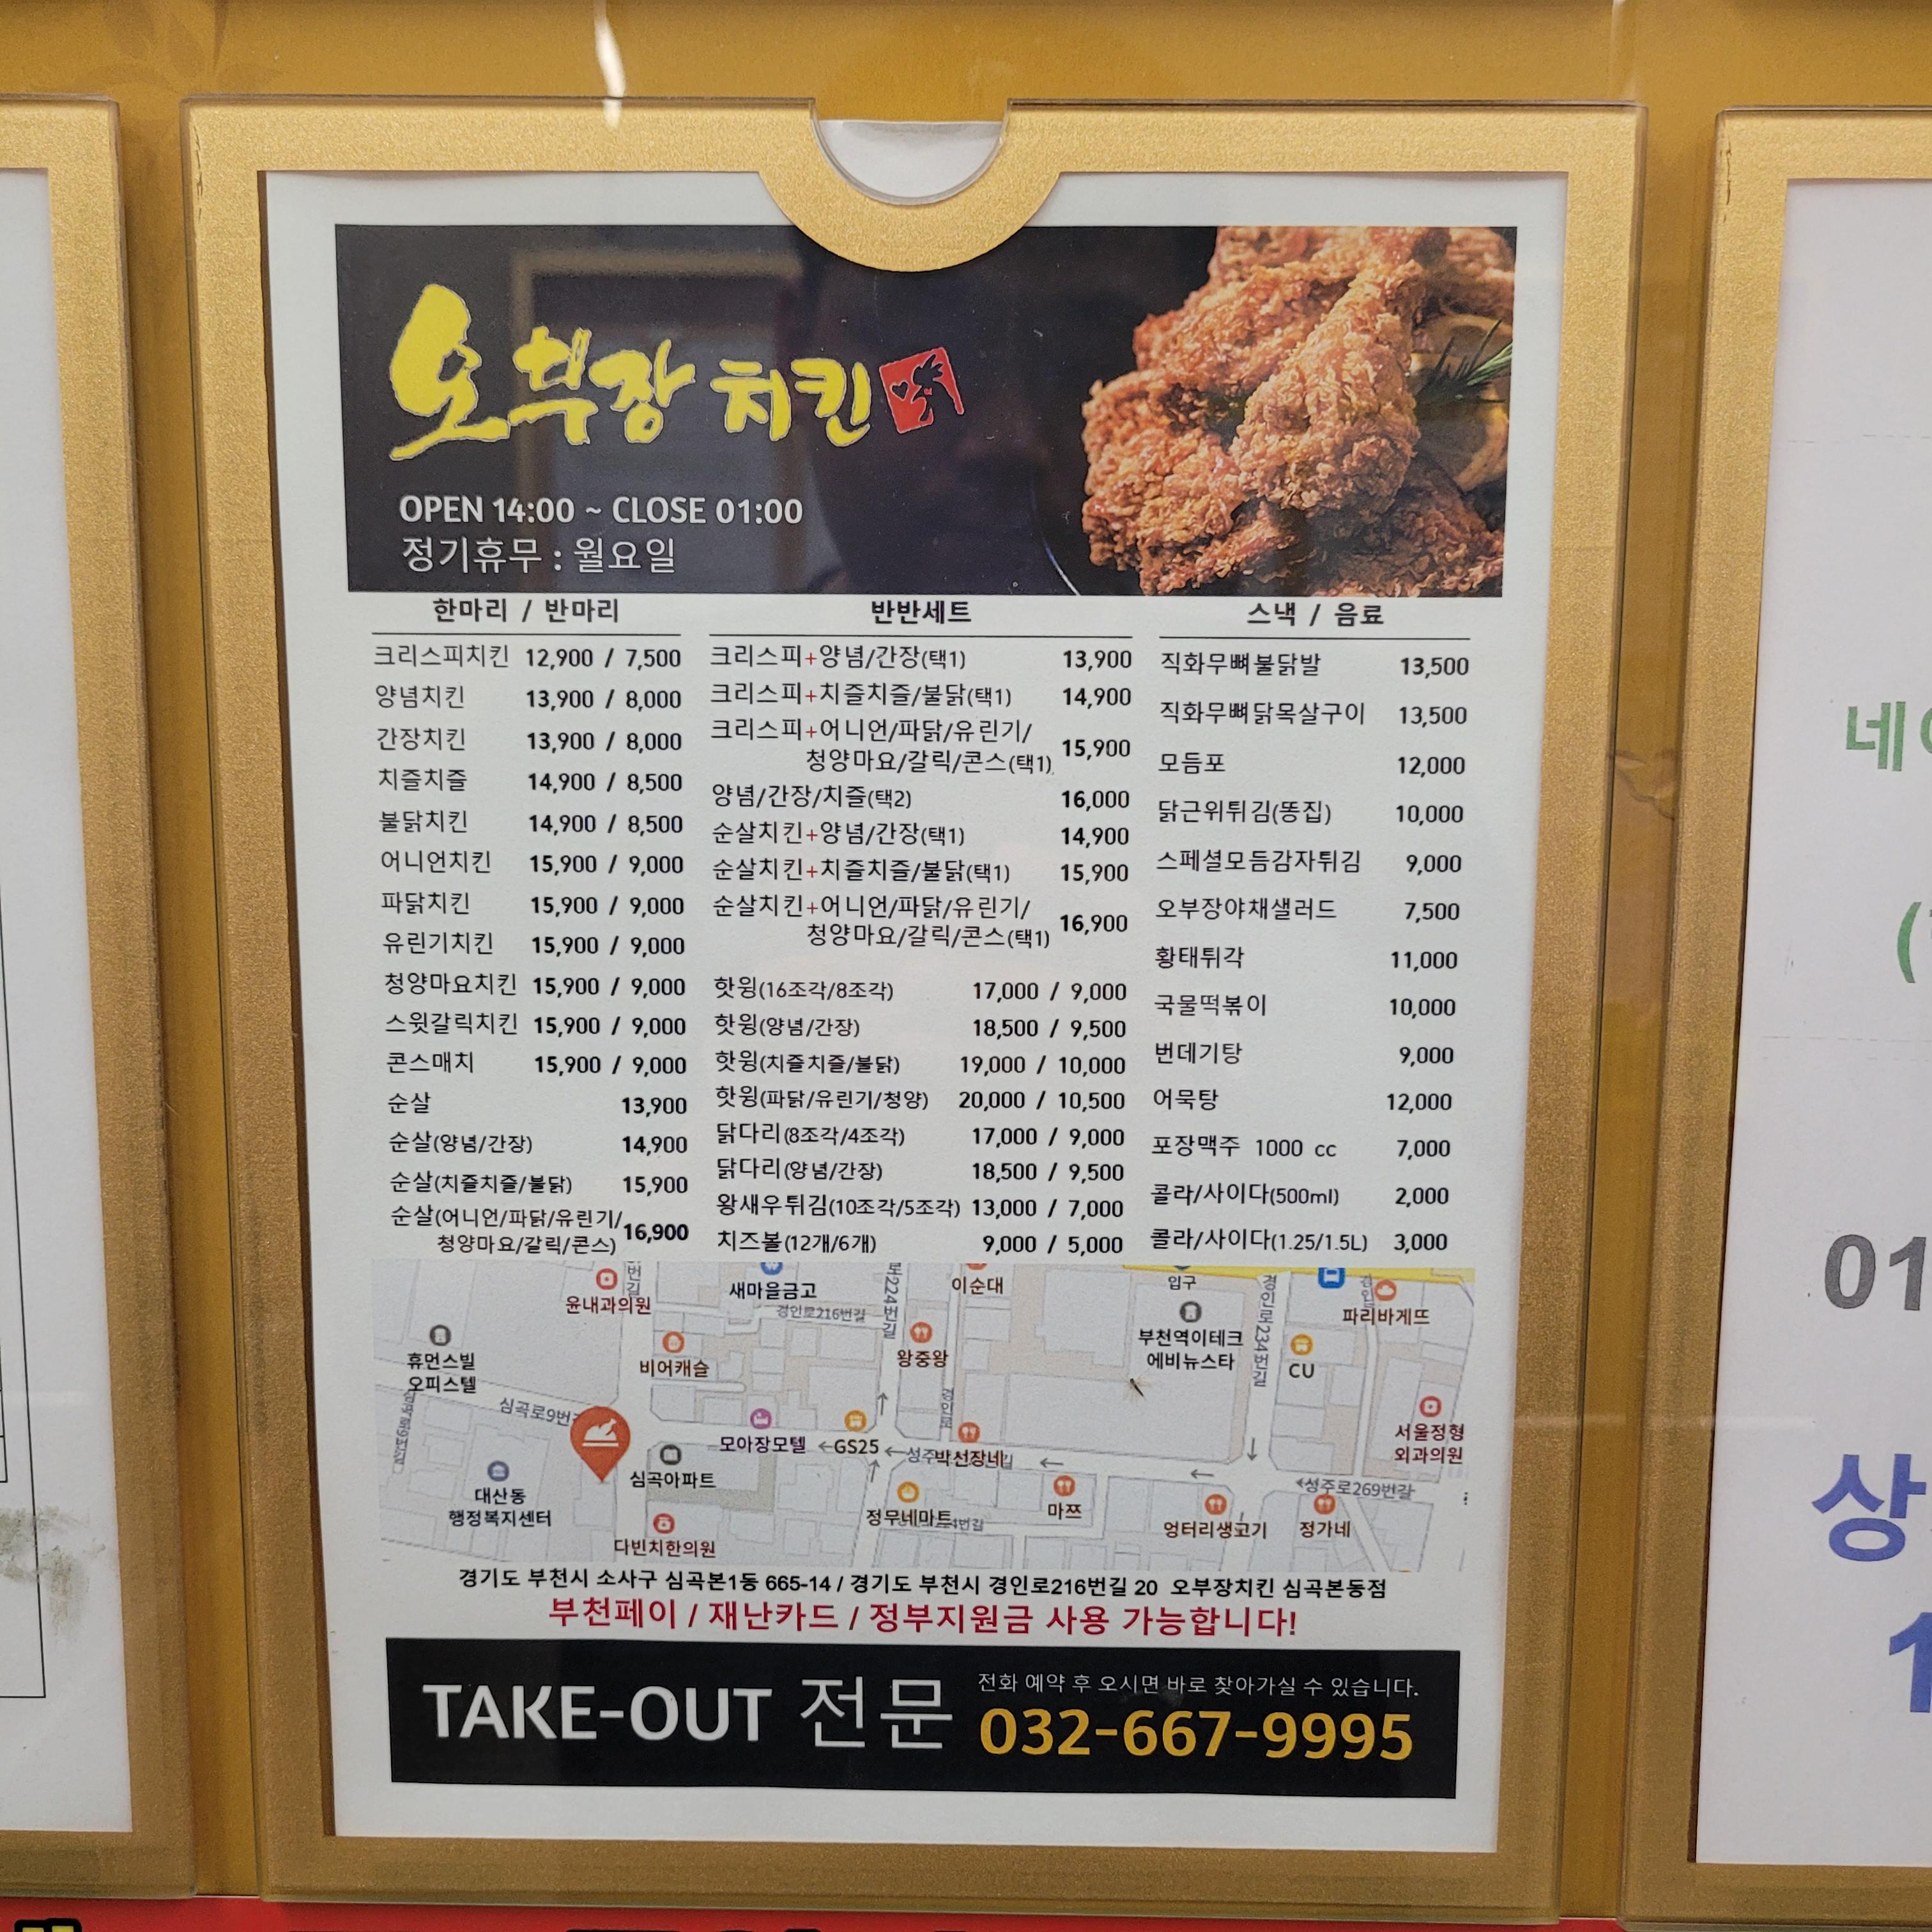 오부장 치킨
OPEN 14:00 ~ CLOSE 01:00
정기휴무 : 월요일
한마리 / 반마리
크리스피치킨 12,900 / 7,500
양념치킨 13,900 / 8,000
간장치킨 13,900 / 8,000
치즐치즐 14,900 / 8,500
불닭치킨 14,900 / 8,500
어니언치킨 15,900 / 9,000
파닭치킨 15,900 / 9,000
유린기치킨 15,900 / 9,000
청양마요치킨 15,900 / 9,000
스윗갈릭치킨 15,900 / 9,000
콘스매치 15,900 / 9,000
순살 13,900
순살(양념/간장) 14,900
순살(치즐치즐/불닭) 15,900
순살(어니언/파닭/유린기/
청양마요/갈릭/콘스) 16,900
반반세트
크리스피+양념/간장(택1) 13,900
크리스피+치즐치즐/불닭(택1) 14,900
크리스피+어니언/파닭/유린기/
청양마요/갈릭/콘스(택1) 15,900
양념/간장/치즐(택2) 16,000
순살치킨+양념/간장(택1) 14,900
순살치킨+치즐치즐/불닭(택1) 15,900
순살치킨+어니언/파닭/유린기/
청양마요/갈릭/콘스(택1) 16,900
핫윙(16조각/8조각) 17,000 / 9,000
핫윙(양념/간장) 18,500 / 9,500
핫윙(치즐치즐/불닭) 19,000 / 10,000
핫윙(파닭/유린기/청양) 20,000 / 10,500
닭다리(8조각/4조각) 17,000 / 9,000
닭다리(양념/간장) 18,500 / 9,500
왕새우튀김(10조각/5조각) 13,000 / 7,000
치즈볼(12개/6개) 9,000 / 5,000
스낵 / 음료
직화무뼈불닭발 13,500
직화무뼈닭목살구이 13,500
모듬포 12,000
닭근위튀김(똥집) 10,000
스페셜모듬감자튀김 9,000
오부장야채샐러드 7,500
황태튀각 11,000
국물떡볶이 10,000
번데기탕 9,000
어묵탕 12,000
포장맥주 1000 cc 7,000
콜라/사이다(500ml) 2,000
콜라/사이다(1.25/1.5L) 3,000
윤내과의원
번길
새마을금고
경인로216번길
로224번길
이순대
입구
부천역이테크
에비뉴스타
경인로234번길
파리바게뜨
CU
휴먼스빌
오피스텔
비어캐슬
왕중왕
경인로
심곡로9번길
모아장모텔
GS25
박선장네
서울정형
외과의원
심곡아파트
대산동
행정복지센터
다빈치한의원
정우네마트
마쯔
엉터리생고기
정가네
성주로269번길
경기도 부천시 소사구 심곡본1동 665-14 / 경기도 부천시 경인로216번길 20 오부장치킨 심곡본동점
부천페이 / 재난카드 / 정부지원금 사용 가능합니다!
TAKE-OUT 전문
전화 예약 후 오시면 바로 찾아가실 수 있습니다.
032-667-9995
네
01
상
1